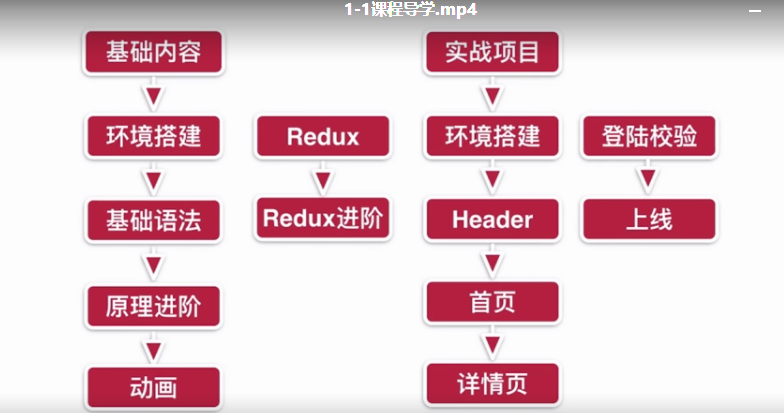 1-1课程导学.mp4
基础内容
环境搭建
基础语法
原理进阶
动画
Redux
Redux进阶
实战项目
环境搭建
Header
首页
详情页
登陆校验
上线